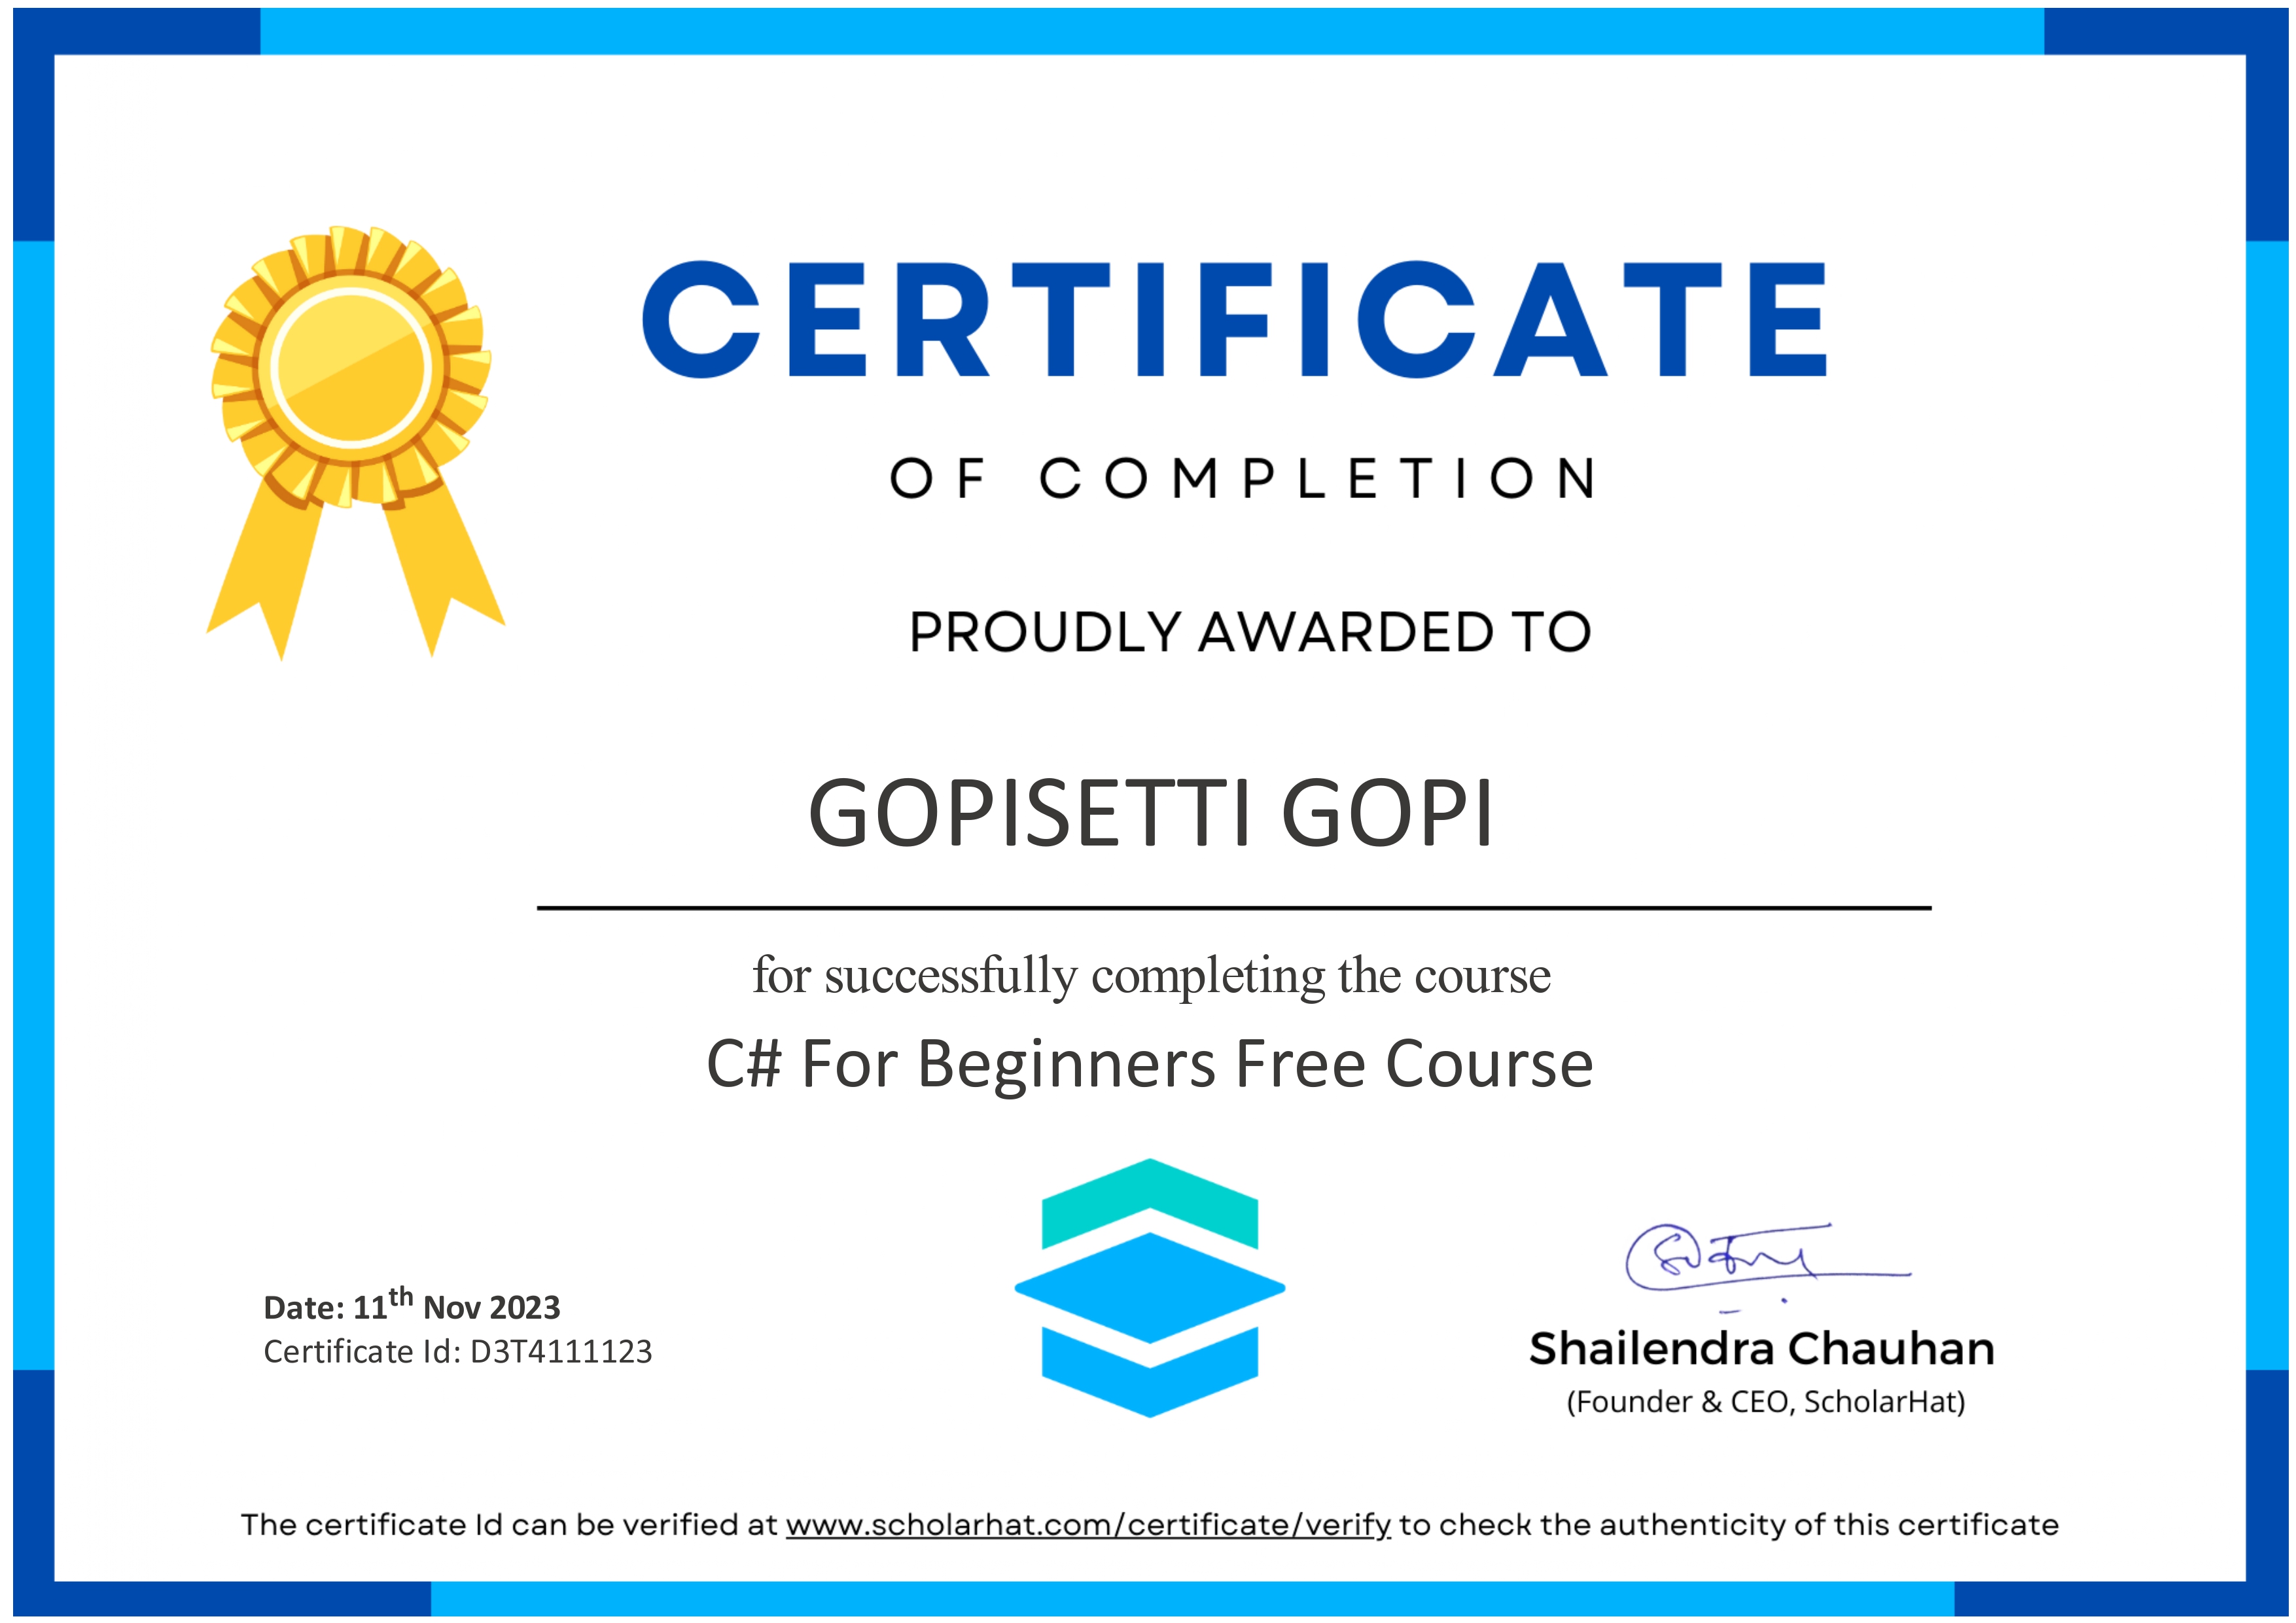 CERTIFICATE
OF COMPLETION
PROUDLY AWARDED TO
GOPISETTI GOPI
for successfully completing the course
C# For Beginners Free Course
Date: 11th Nov 2023
Certificate Id: D3T4111123
Shailendra Chauhan
(Founder & CEO, ScholarHat)
The certificate Id can be verified at www.scholarhat.com/certificate/verify to check the authenticity of this certificate